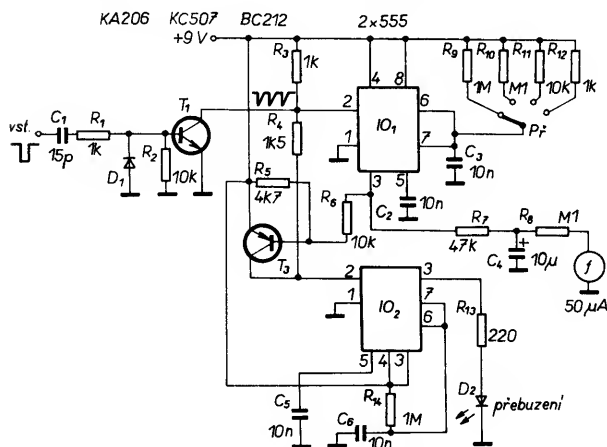 KA206 KC507 BC212 2×555
+9 V
R3
1k
R9
1M
R10
M1
R11
10k
R12
1k
Př
vst.
C1
15p
R1
1k
D1
R2
10k
T1
R4
1k5
2
4
8
6
7
1
3
5
IO1
C3
10n
C2
10n
R5
4k7
R6
10k
T3
R7
47k
R8
M1
C4
+
10μ
f
50μA
2
1
3
7
6
5
4
3
IO2
R13
220
D2
přebuzení
R14
1M
C5
10n
C6
10n